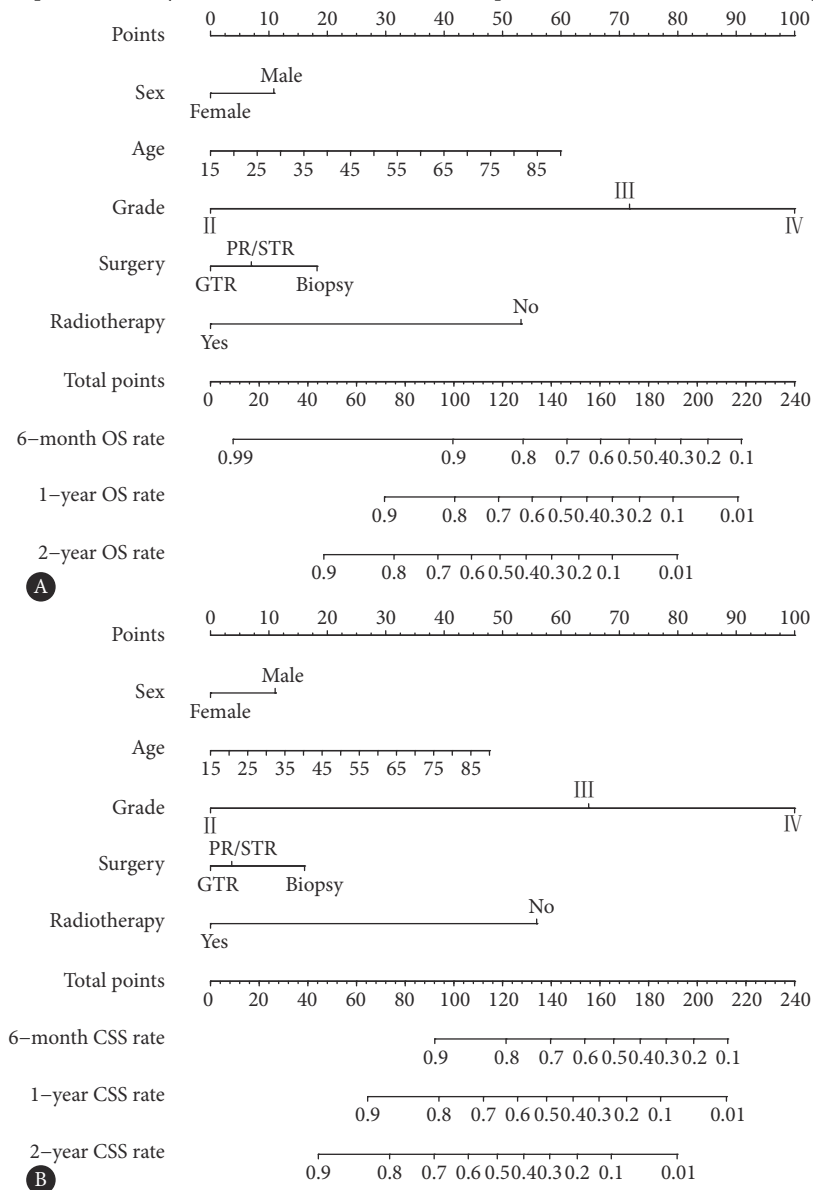 Points 0 10 20 30 40 50 60 70 80 90 100
Male
Sex
Female
Age
15 25 35 45 55 65 75 85
III
Grade
II IV
PR/STR
Surgery
GTR Biopsy
No
Radiotherapy
Yes
Total points
0 20 40 60 80 100 120 140 160 180 200 220 240
6−month OS rate
0.99 0.9 0.8 0.7 0.6 0.5 0.4 0.3 0.2 0.1
1−year OS rate
0.9 0.8 0.7 0.6 0.5 0.4 0.3 0.2 0.1 0.01
2−year OS rate
0.9 0.8 0.7 0.6 0.5 0.4 0.3 0.2 0.1 0.01
A
Points 0 10 20 30 40 50 60 70 80 90 100
Male
Sex
Female
Age
15 25 35 45 55 65 75 85
III
Grade
II IV
PR/STR
Surgery
GTR Biopsy
No
Radiotherapy
Yes
Total points
0 20 40 60 80 100 120 140 160 180 200 220 240
6−month CSS rate
0.9 0.8 0.7 0.6 0.5 0.4 0.3 0.2 0.1
1−year CSS rate
0.9 0.8 0.7 0.6 0.5 0.4 0.3 0.2 0.1 0.01
2−year CSS rate
0.9 0.8 0.7 0.6 0.5 0.4 0.3 0.2 0.1 0.01
B